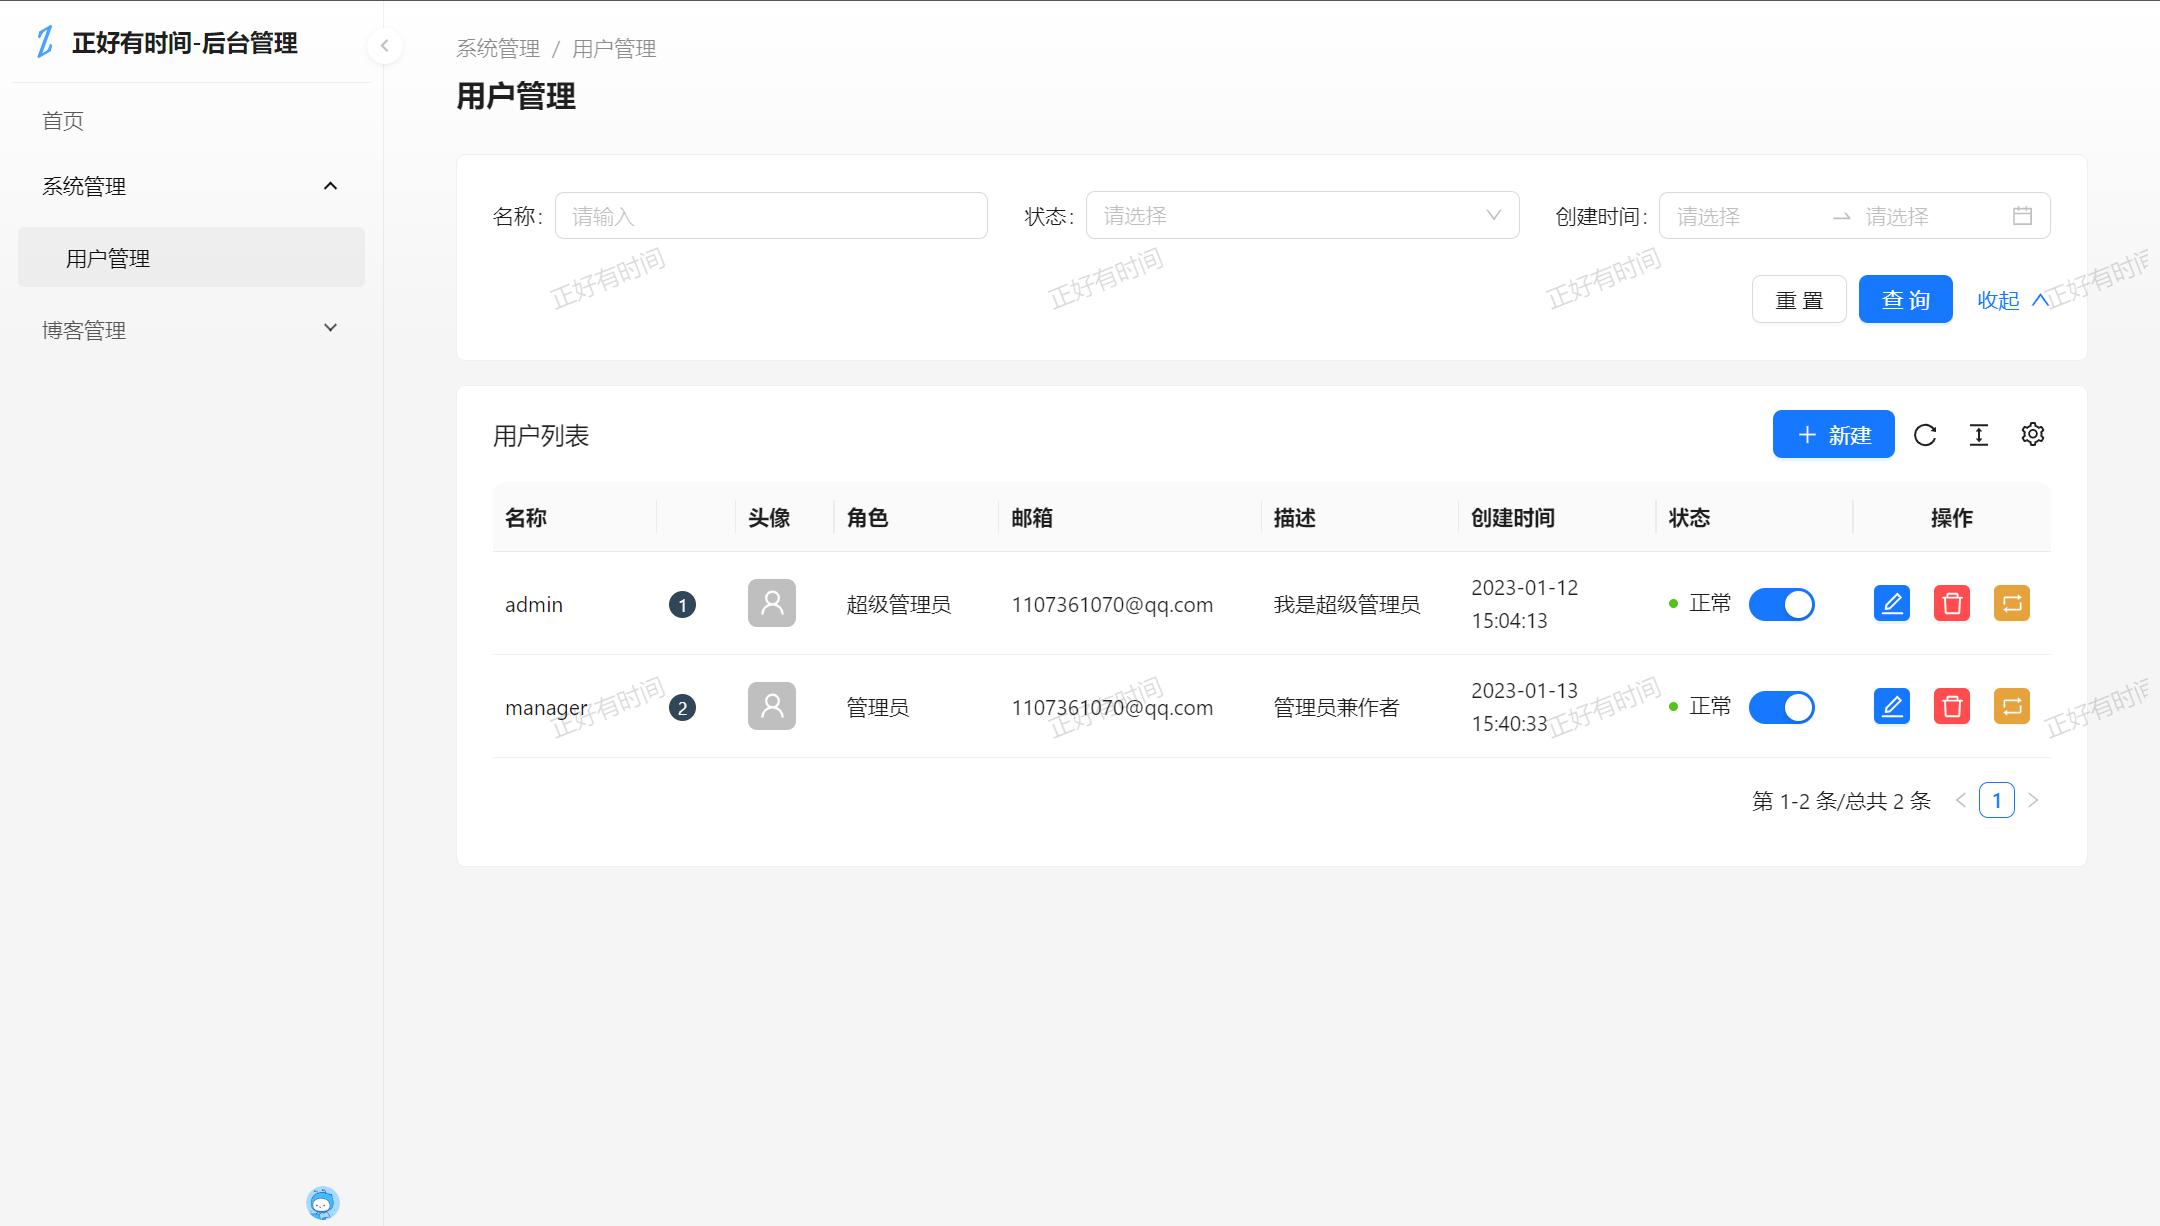 正好有时间-后台管理
首页
系统管理
用户管理
博客管理
系统管理 / 用户管理
用户管理
名称: 请输入
状态: 请选择
创建时间: 请选择 → 请选择
正好有时间 正好有时间 正好有时间 正好有时间
重 置 查 询 收起
用户列表
+ 新建
名称 头像 角色 邮箱 描述 创建时间 状态 操作
admin 1 超级管理员 1107361070@qq.com 我是超级管理员 2023-01-12 15:04:13 正常
manager 2 管理员 1107361070@qq.com 管理员兼作者 2023-01-13 15:40:33 正常
正好有时间 正好有时间 正好有时间 正好有时间
第 1-2 条/总共 2 条 < 1 >